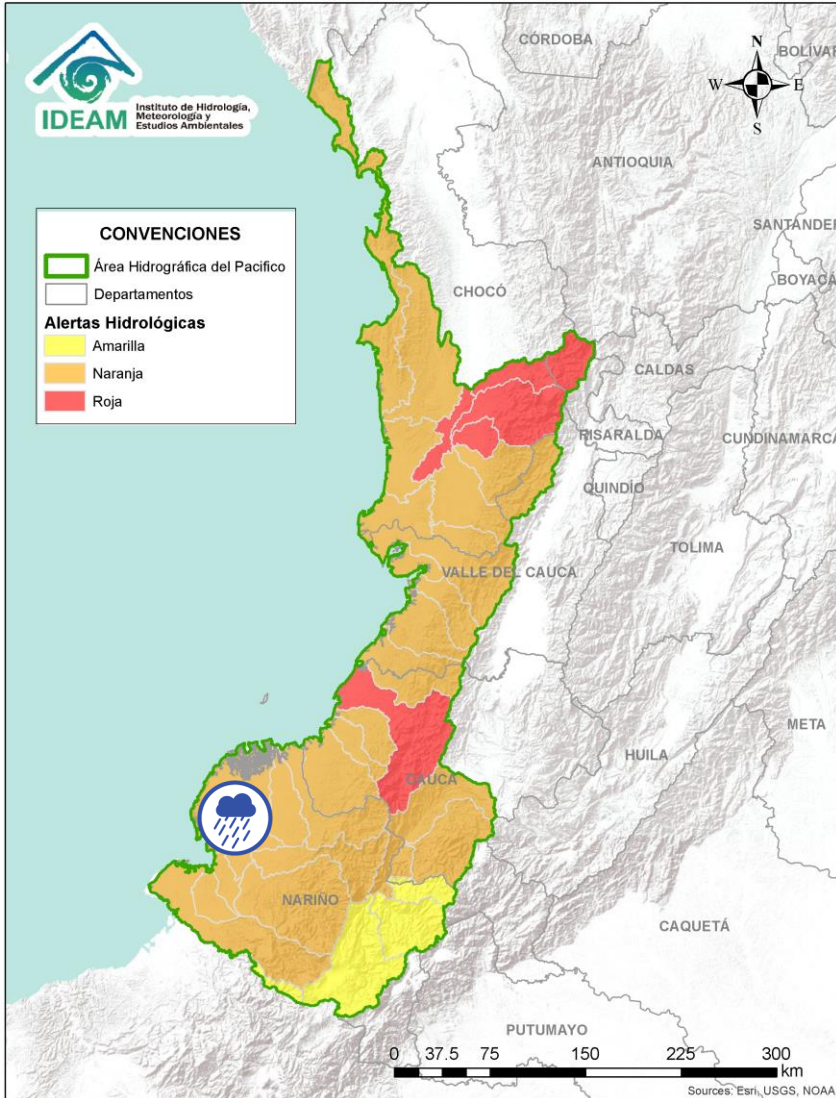 IDEAM
Instituto de Hidrología,
Meteorología y
Estudios Ambientales
CONVENCIONES
Área Hidrográfica del Pacifico
Departamentos
Alertas Hidrológicas
Amarilla
Naranja
Roja
N
W
E
S
CÓRDOBA
BOLÍVAR
ANTIOQUIA
SANTANDER
BOYACÁ
CHOCÓ
CALDAS
RISARALDA
CUNDINAMARCA
QUINDÍO
TOLIMA
VALLE DEL CAUCA
META
HUILA
CAUCA
NARIÑO
CAQUETÁ
PUTUMAYO
0 37.5 75 150 225 300
km
Sources: Esri, USGS, NOAA